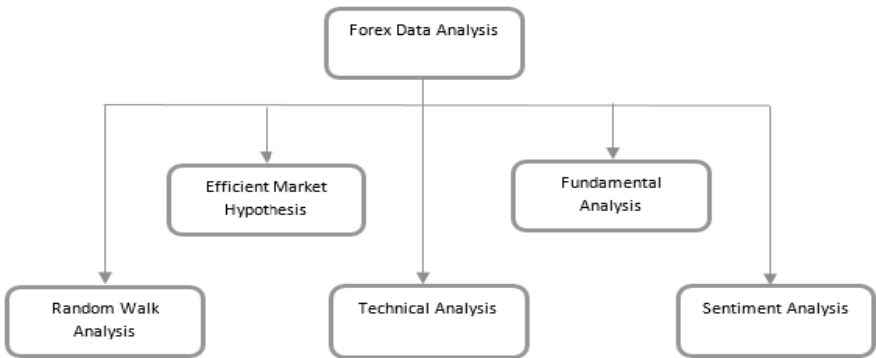 Forex Data Analysis
Efficient Market
Hypothesis
Fundamental
Analysis
Random Walk
Analysis
Technical Analysis
Sentiment Analysis